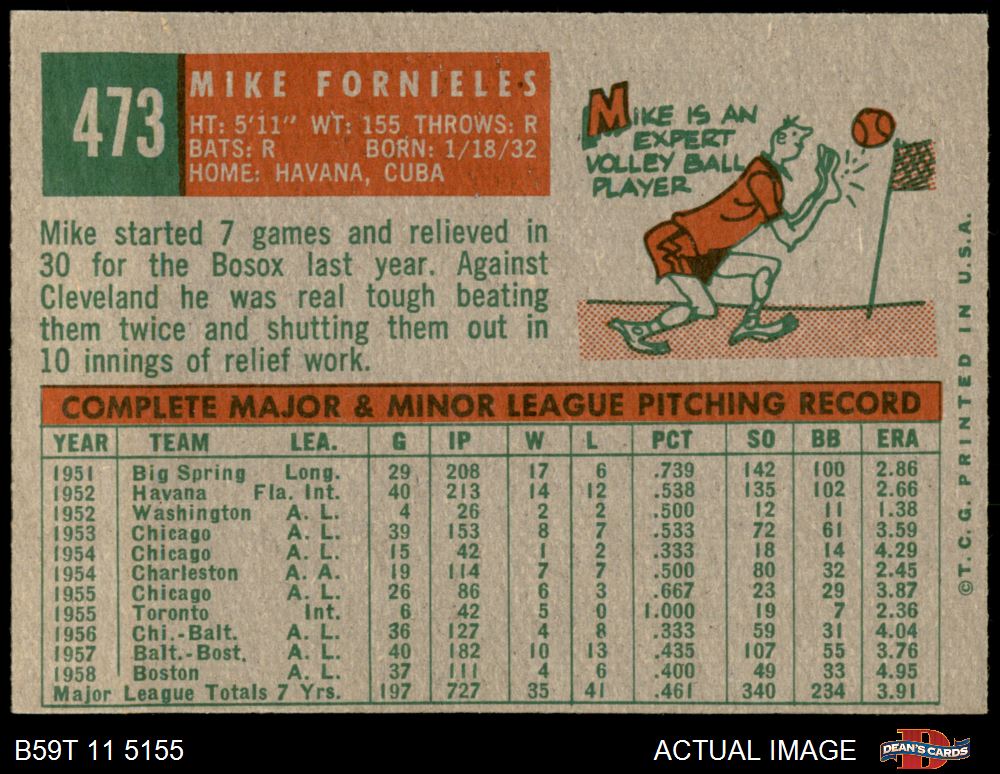 473
MIKE FORNIELES
HT: 5'11" WT: 155 THROWS: R
BATS: R BORN: 1/18/32
HOME: HAVANA, CUBA
MIKE IS AN
EXPERT
VOLLEY BALL
PLAYER
Mike started 7 games and relieved in
30 for the Bosox last year. Against
Cleveland he was real tough beating
them twice and shutting them out in
10 innings of relief work.
COMPLETE MAJOR & MINOR LEAGUE PITCHING RECORD
YEAR TEAM LEA. G IP W L PCT SO BB ERA
1951 Big Spring Long. 29 208 17 6 .739 142 100 2.86
1952 Havana Fla. Int. 40 213 14 12 .538 135 102 2.66
1952 Washington A. L. 4 26 2 2 .500 12 11 1.38
1953 Chicago A. L. 39 153 8 7 .533 72 61 3.59
1954 Chicago A. L. 15 42 1 2 .333 18 14 4.29
1954 Charleston A. A. 19 114 7 7 .500 80 32 2.45
1955 Chicago A. L. 26 86 6 3 .667 23 29 3.87
1955 Toronto Int. 6 42 5 0 1.000 19 7 2.36
1956 Chi.-Balt. A. L. 36 127 4 8 .333 59 31 4.04
1957 Balt.-Bost. A. L. 40 182 10 13 .435 107 55 3.76
1958 Boston A. L. 37 111 4 6 .400 49 33 4.95
Major League Totals 7 Yrs. 197 727 35 41 .461 340 234 3.91
©T. C. G. PRINTED IN U.S.A.
B59T 11 5155
ACTUAL IMAGE
DEAN'S CARDS